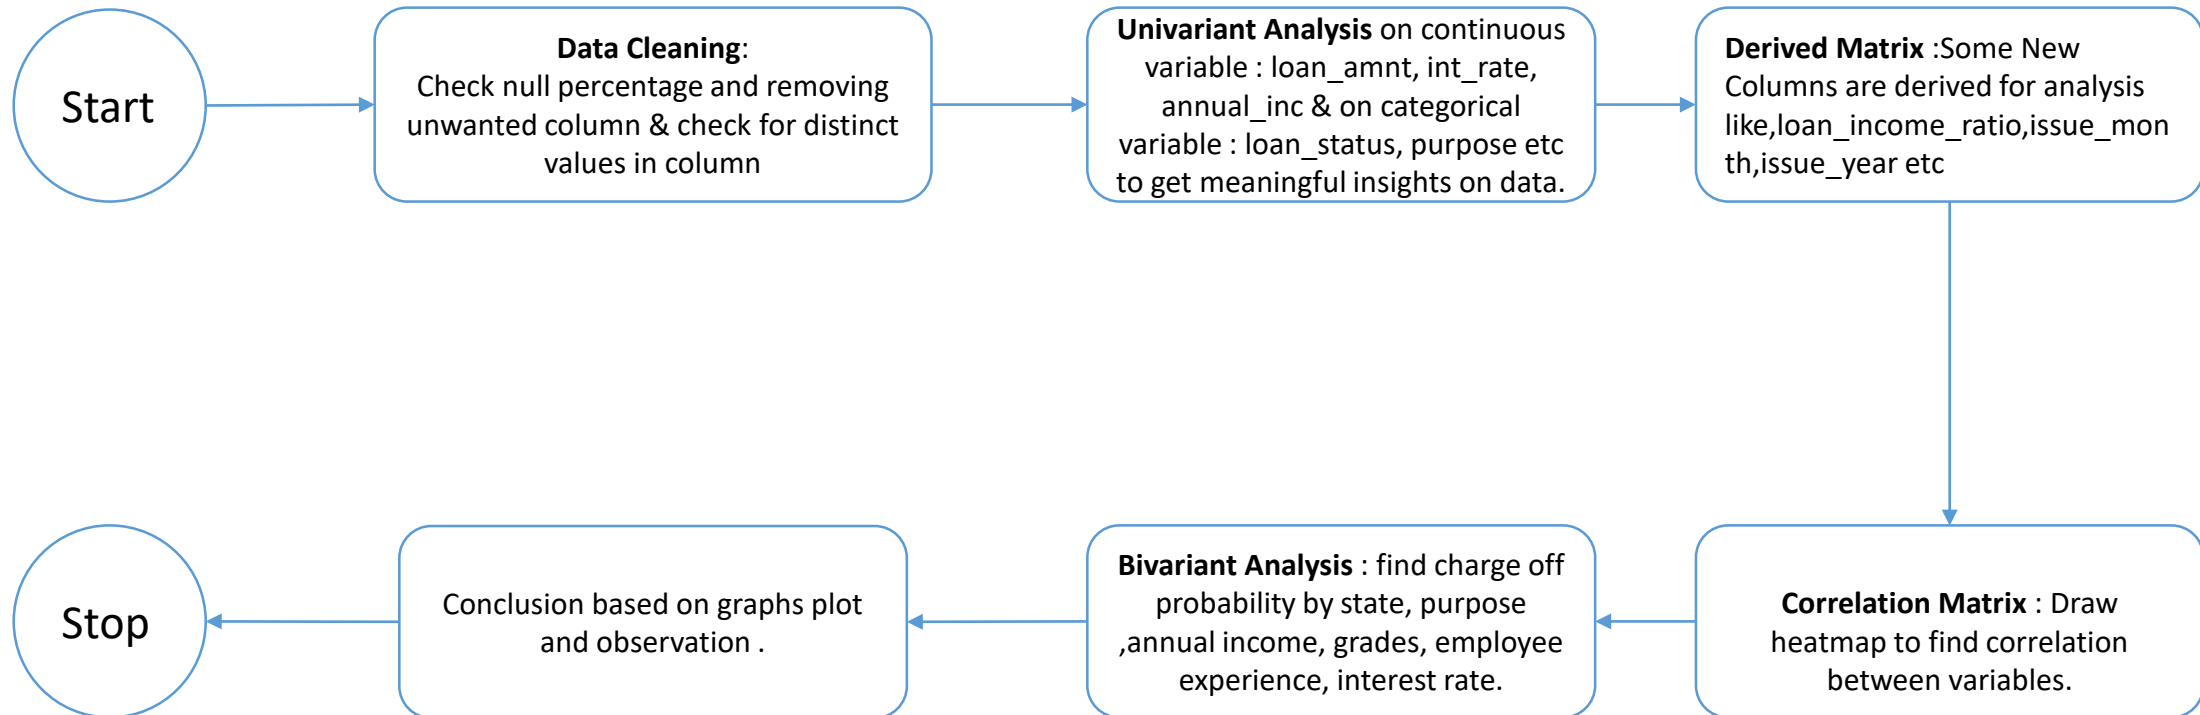 Start
Data Cleaning:
Check null percentage and removing
unwanted column & check for distinct
values in column
Univariant Analysis on continuous
variable : loan_amnt, int_rate,
annual_inc & on categorical
variable : loan_status, purpose etc
to get meaningful insights on data.
Derived Matrix :Some New
Columns are derived for analysis
like,loan_income_ratio,issue_mon
th,issue_year etc
Correlation Matrix : Draw
heatmap to find correlation
between variables.
Bivariant Analysis : find charge off
probability by state, purpose
,annual income, grades, employee
experience, interest rate.
Conclusion based on graphs plot
and observation .
Stop